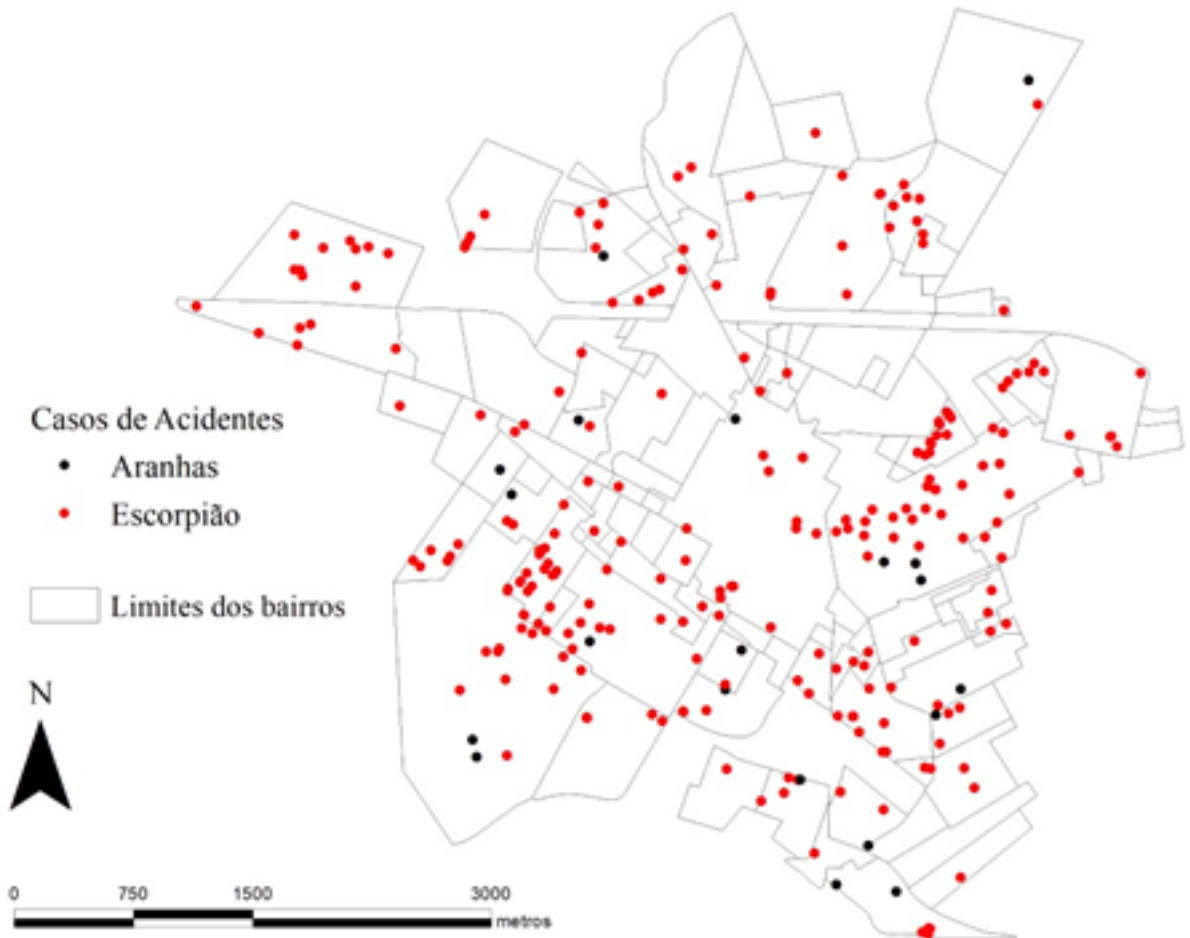 Casos de Acidentes
Aranhas
Escorpião
Limites dos bairros
N
0 750 1500 3000
metros